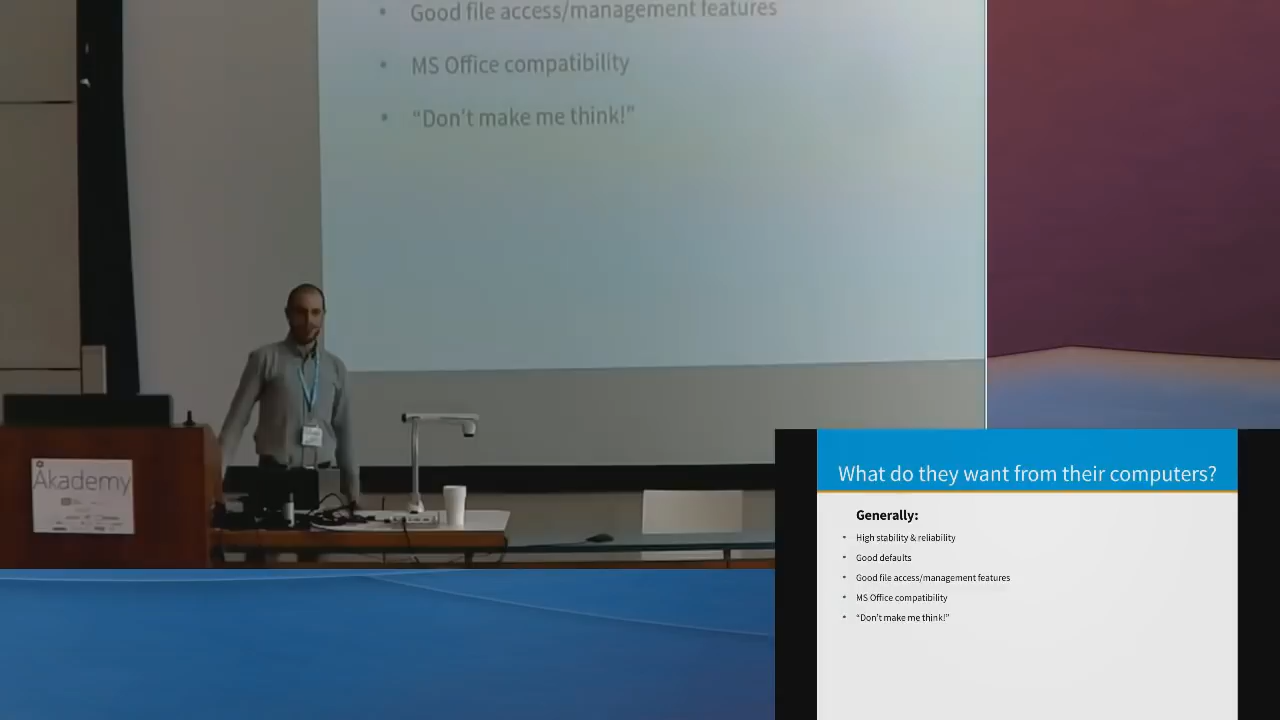 • Good file access/management features
• MS Office compatibility
• “Don't make me think!”
Akademy
What do they want from their computers?
Generally:
• High stability & reliability
• Good defaults
• Good file access/management features
• MS Office compatibility
• “Don't make me think!”